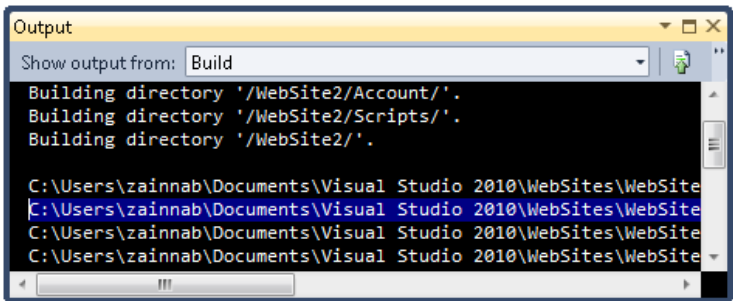 Output
Show output from: Build
Building directory '/WebSite2/Account/'.
Building directory '/WebSite2/Scripts/'.
Building directory '/WebSite2/'.
C:\Users\zainnab\Documents\Visual Studio 2010\WebSites\WebSite
C:\Users\zainnab\Documents\Visual Studio 2010\WebSites\WebSite
C:\Users\zainnab\Documents\Visual Studio 2010\WebSites\WebSite
C:\Users\zainnab\Documents\Visual Studio 2010\WebSites\WebSite